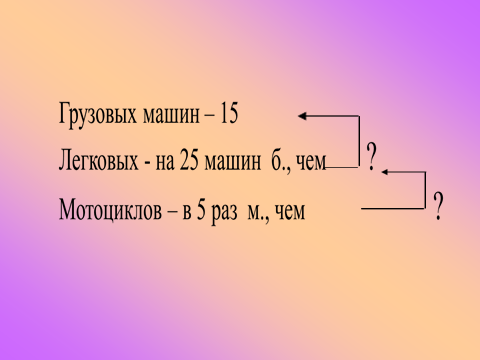 Грузовых машин – 15
Легковых - на 25 машин б., чем ?
Мотоциклов – в 5 раз м., чем ?